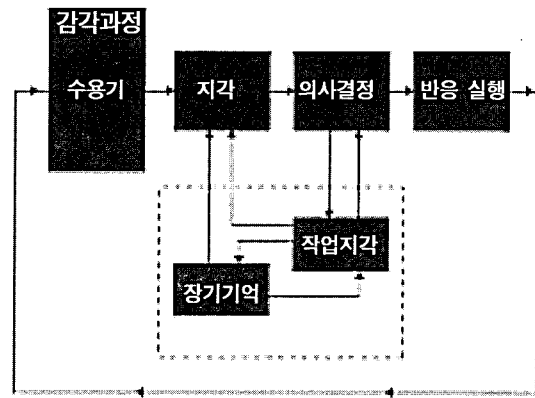 감각과정
수용기
지각
의사결정
반응 실행
작업지각
장기기억